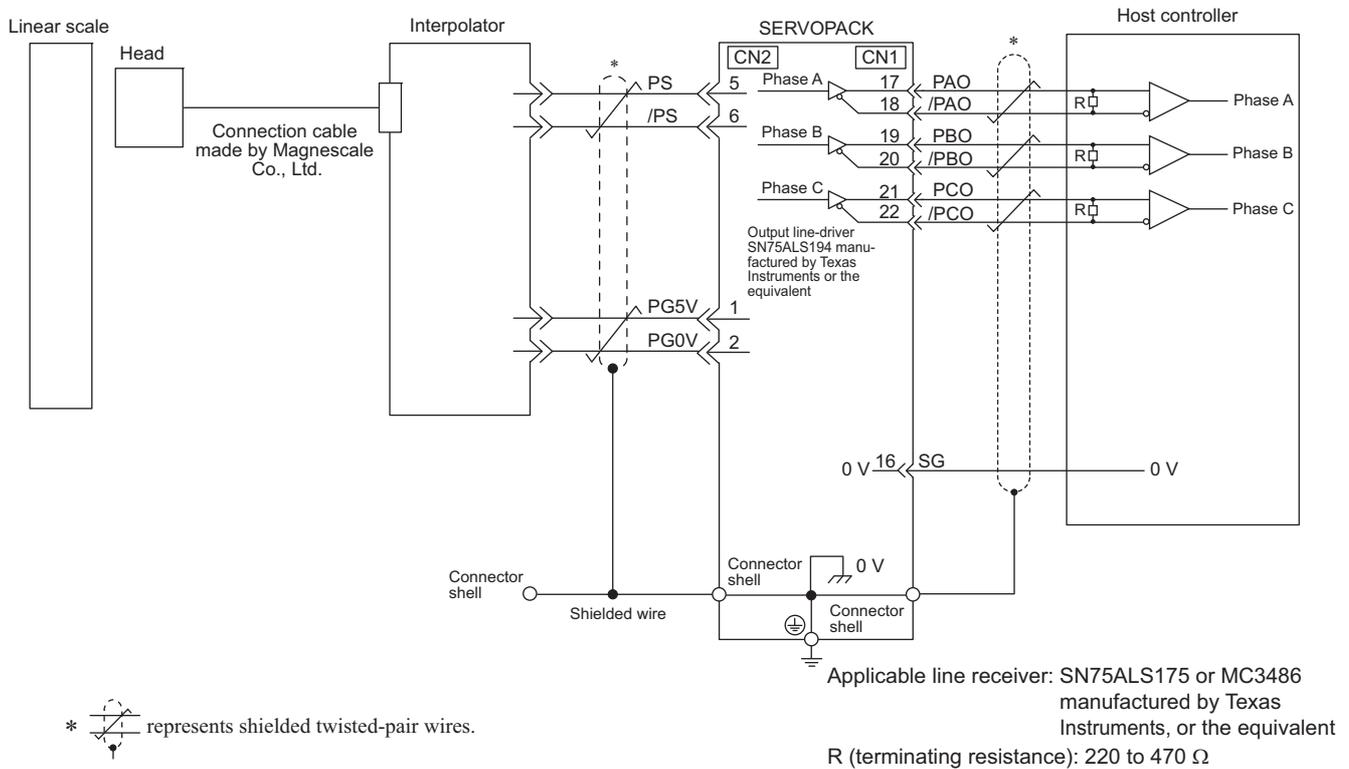 Linear scale
Head
Connection cable
made by Magnescale
Co., Ltd.
Interpolator
*
PS
/PS
PG5V
PG0V
SERVOPACK
CN2
CN1
5
6
1
2
Phase A
17
PAO
18
/PAO
Phase B
19
PBO
20
/PBO
Phase C
21
PCO
22
/PCO
Output line-driver
SN75ALS194 manu-
factured by Texas
Instruments or the
equivalent
*
Host controller
R
Phase A
R
Phase B
R
Phase C
0 V
16
SG
0 V
Connector
shell
Shielded wire
Connector
shell
0 V
Connector
shell
Applicable line receiver: SN75ALS175 or MC3486
manufactured by Texas
Instruments, or the equivalent
R (terminating resistance): 220 to 470 Ω
* represents shielded twisted-pair wires.